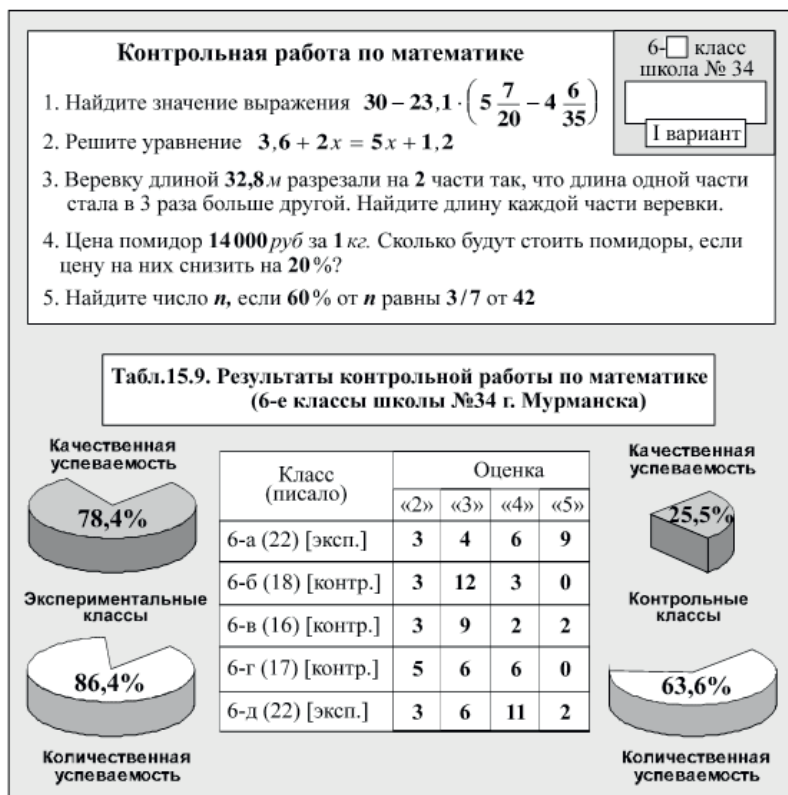 Контрольная работа по математике
6-□ класс
школа № 34
I вариант
1. Найдите значение выражения 30 − 23,1 · (5 7/20 − 4 6/35)
2. Решите уравнение 3,6 + 2x = 5x + 1,2
3. Веревку длиной 32,8 м разрезали на 2 части так, что длина одной части
стала в 3 раза больше другой. Найдите длину каждой части веревки.
4. Цена помидор 14 000 руб за 1 кг. Сколько будут стоить помидоры, если
цену на них снизить на 20 %?
5. Найдите число n, если 60 % от n равны 3/7 от 42
Табл.15.9. Результаты контрольной работы по математике
(6-е классы школы №34 г. Мурманска)
Качественная
успеваемость
78,4%
Экспериментальные
классы
86,4%
Количественная
успеваемость
Класс
(писало)
Оценка
«2» «3» «4» «5»
6-а (22) [эксп.] 3 4 6 9
6-б (18) [контр.] 3 12 3 0
6-в (16) [контр.] 3 9 2 2
6-г (17) [контр.] 5 6 6 0
6-д (22) [эксп.] 3 6 11 2
Качественная
успеваемость
25,5%
Контрольные
классы
63,6%
Количественная
успеваемость